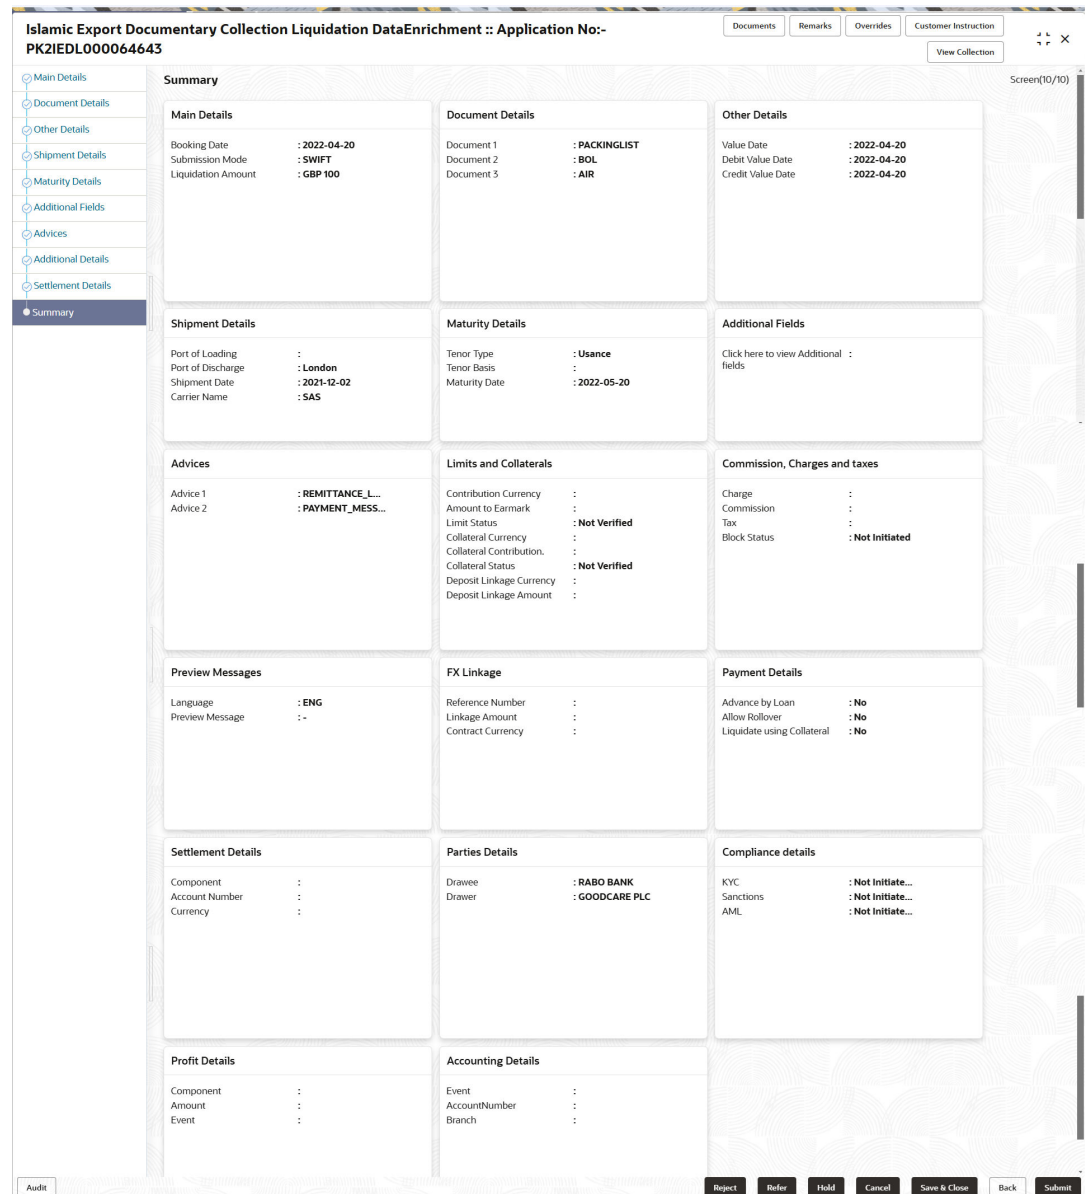 Islamic Export Documentary Collection Liquidation DataEnrichment :: Application No:-
PK2IEDL000064643
Documents
Remarks
Overrides
Customer Instruction
View Collection
Main Details
Document Details
Other Details
Shipment Details
Maturity Details
Additional Fields
Advices
Additional Details
Settlement Details
Summary
Summary
Screen(10/10)
Main Details
Booking Date : 2022-04-20
Submission Mode : SWIFT
Liquidation Amount : GBP 100
Document Details
Document 1 : PACKINGLIST
Document 2 : BOL
Document 3 : AIR
Other Details
Value Date : 2022-04-20
Debit Value Date : 2022-04-20
Credit Value Date : 2022-04-20
Shipment Details
Port of Loading :
Port of Discharge : London
Shipment Date : 2021-12-02
Carrier Name : SAS
Maturity Details
Tenor Type : Usance
Tenor Basis :
Maturity Date : 2022-05-20
Additional Fields
Click here to view Additional :
fields
Advices
Advice 1 : REMITTANCE_L...
Advice 2 : PAYMENT_MESS...
Limits and Collaterals
Contribution Currency :
Amount to Earmark :
Limit Status : Not Verified
Collateral Currency :
Collateral Contribution. :
Collateral Status : Not Verified
Deposit Linkage Currency :
Deposit Linkage Amount :
Commission, Charges and taxes
Charge :
Commission :
Tax :
Block Status : Not Initiated
Preview Messages
Language : ENG
Preview Message : -
FX Linkage
Reference Number :
Linkage Amount :
Contract Currency :
Payment Details
Advance by Loan : No
Allow Rollover : No
Liquidate using Collateral : No
Settlement Details
Component :
Account Number :
Currency :
Parties Details
Drawee : RABO BANK
Drawer : GOODCARE PLC
Compliance details
KYC : Not Initiate...
Sanctions : Not Initiate...
AML : Not Initiate...
Profit Details
Component :
Amount :
Event :
Accounting Details
Event :
AccountNumber :
Branch :
Audit
Reject
Refer
Hold
Cancel
Save & Close
Back
Submit